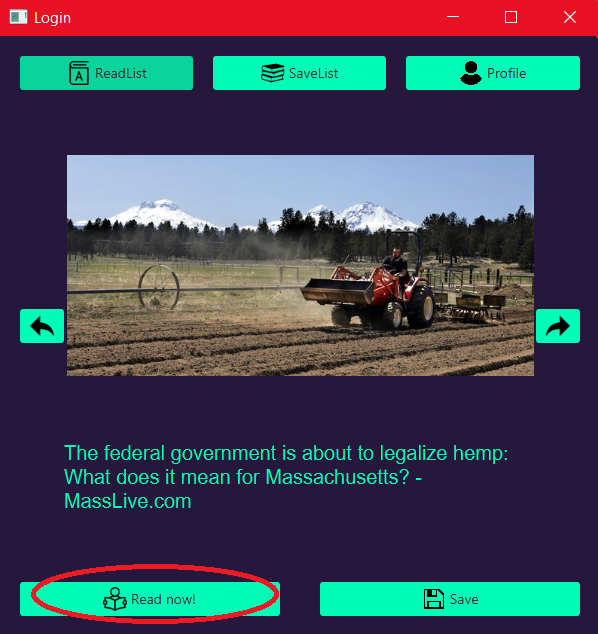 Login
ReadList SaveList Profile
The federal government is about to legalize hemp:
What does it mean for Massachusetts? -
MassLive.com
Read now! Save